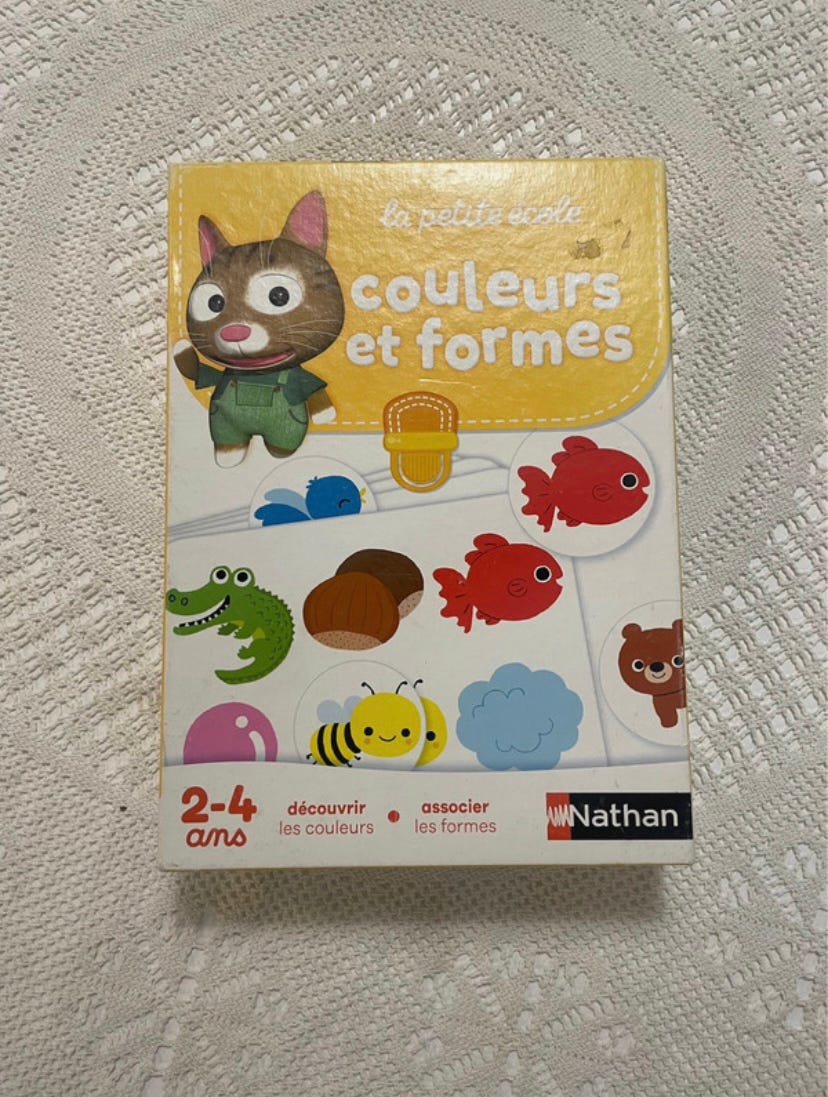 la petite école
couleurs
et formes
2-4
ans
découvrir
les couleurs
associer
les formes
Nathan